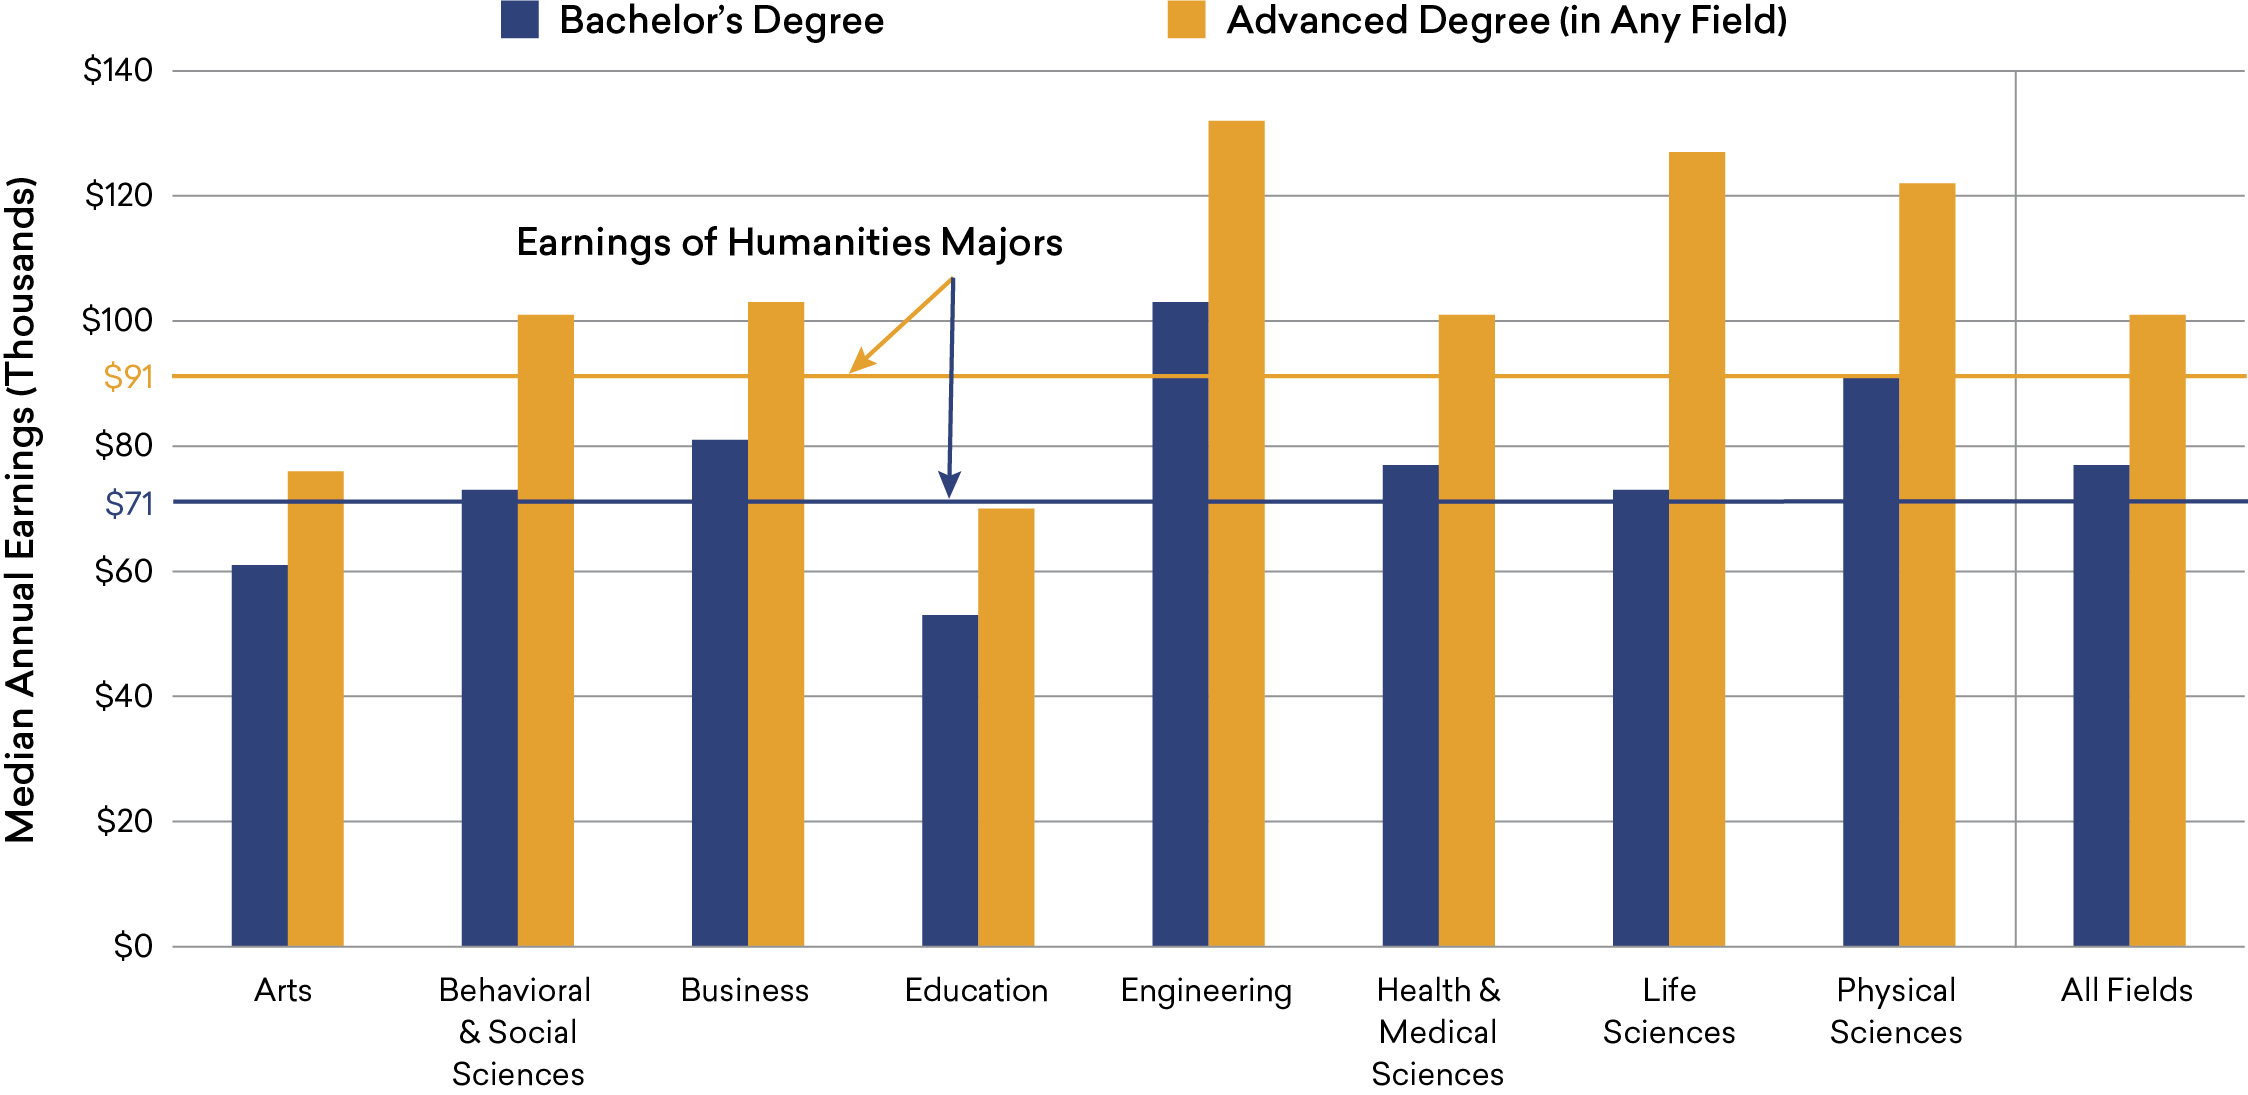 Bachelor’s Degree
Advanced Degree (in Any Field)
Median Annual Earnings (Thousands)
$140
$120
$100
$91
$80
$71
$60
$40
$20
$0
Earnings of Humanities Majors
Arts
Behavioral
& Social
Sciences
Business
Education
Engineering
Health &
Medical
Sciences
Life
Sciences
Physical
Sciences
All Fields